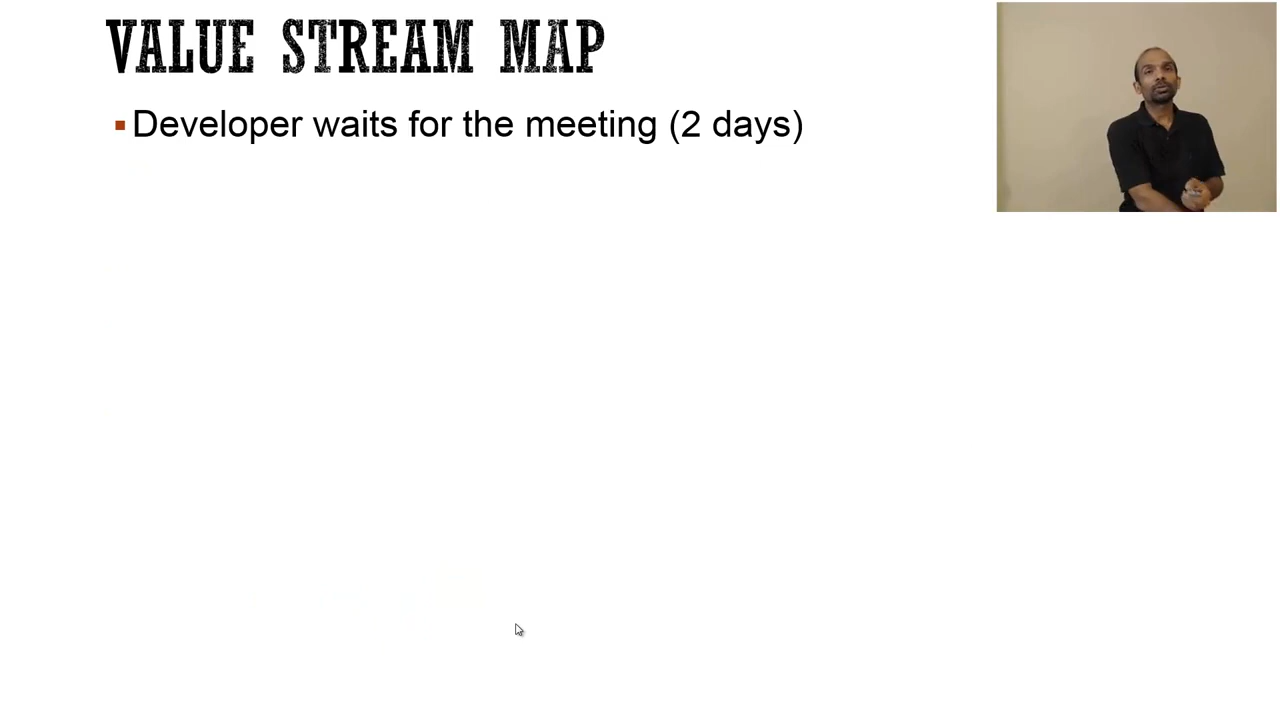 VALUE STREAM MAP
▪Developer waits for the meeting (2 days)